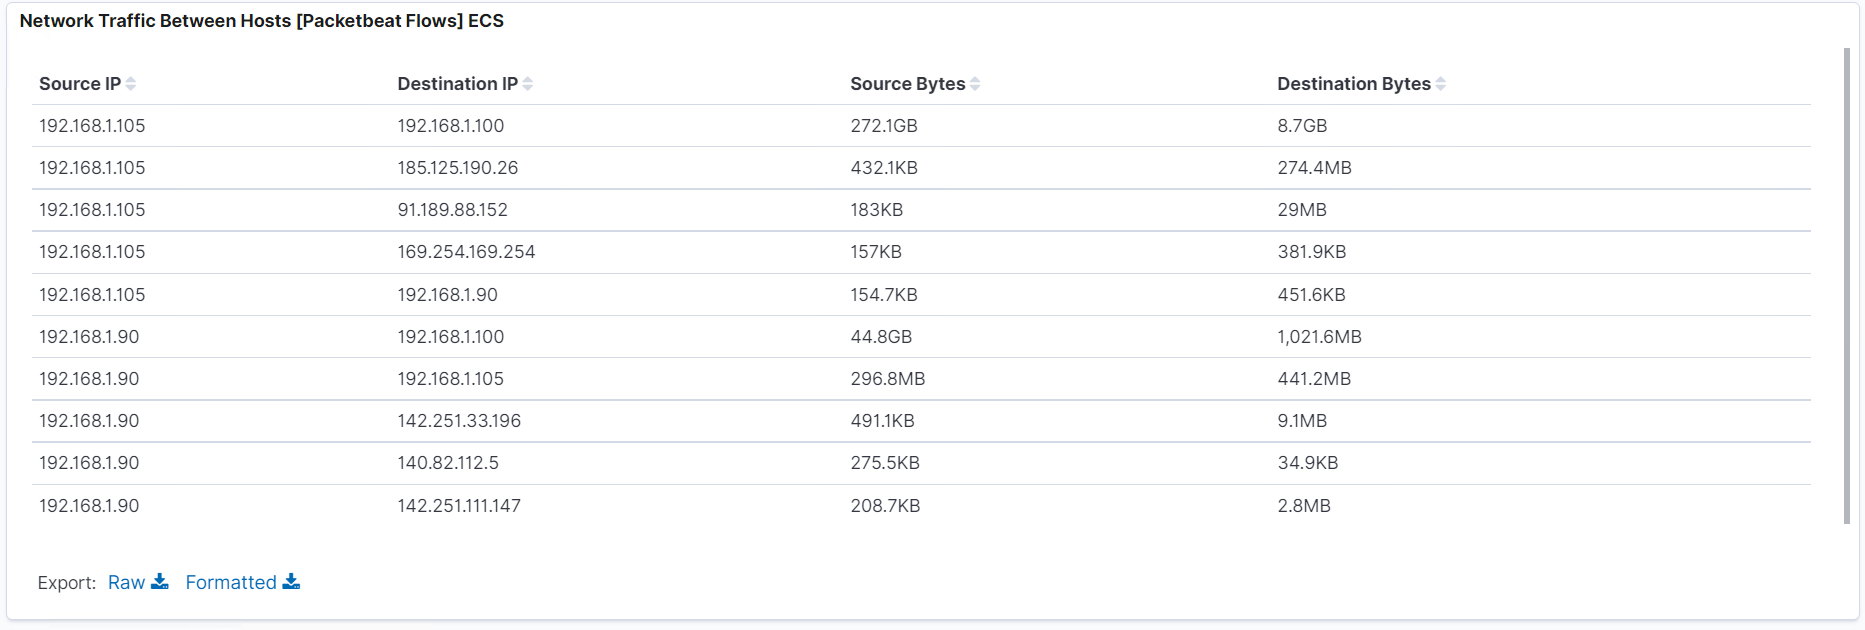 Network Traffic Between Hosts [Packetbeat Flows] ECS
Source IP Destination IP Source Bytes Destination Bytes
192.168.1.105 192.168.1.100 272.1GB 8.7GB
192.168.1.105 185.125.190.26 432.1KB 274.4MB
192.168.1.105 91.189.88.152 183KB 29MB
192.168.1.105 169.254.169.254 157KB 381.9KB
192.168.1.105 192.168.1.90 154.7KB 451.6KB
192.168.1.90 192.168.1.100 44.8GB 1,021.6MB
192.168.1.90 192.168.1.105 296.8MB 441.2MB
192.168.1.90 142.251.33.196 491.1KB 9.1MB
192.168.1.90 140.82.112.5 275.5KB 34.9KB
192.168.1.90 142.251.111.147 208.7KB 2.8MB
Export: Raw Formatted